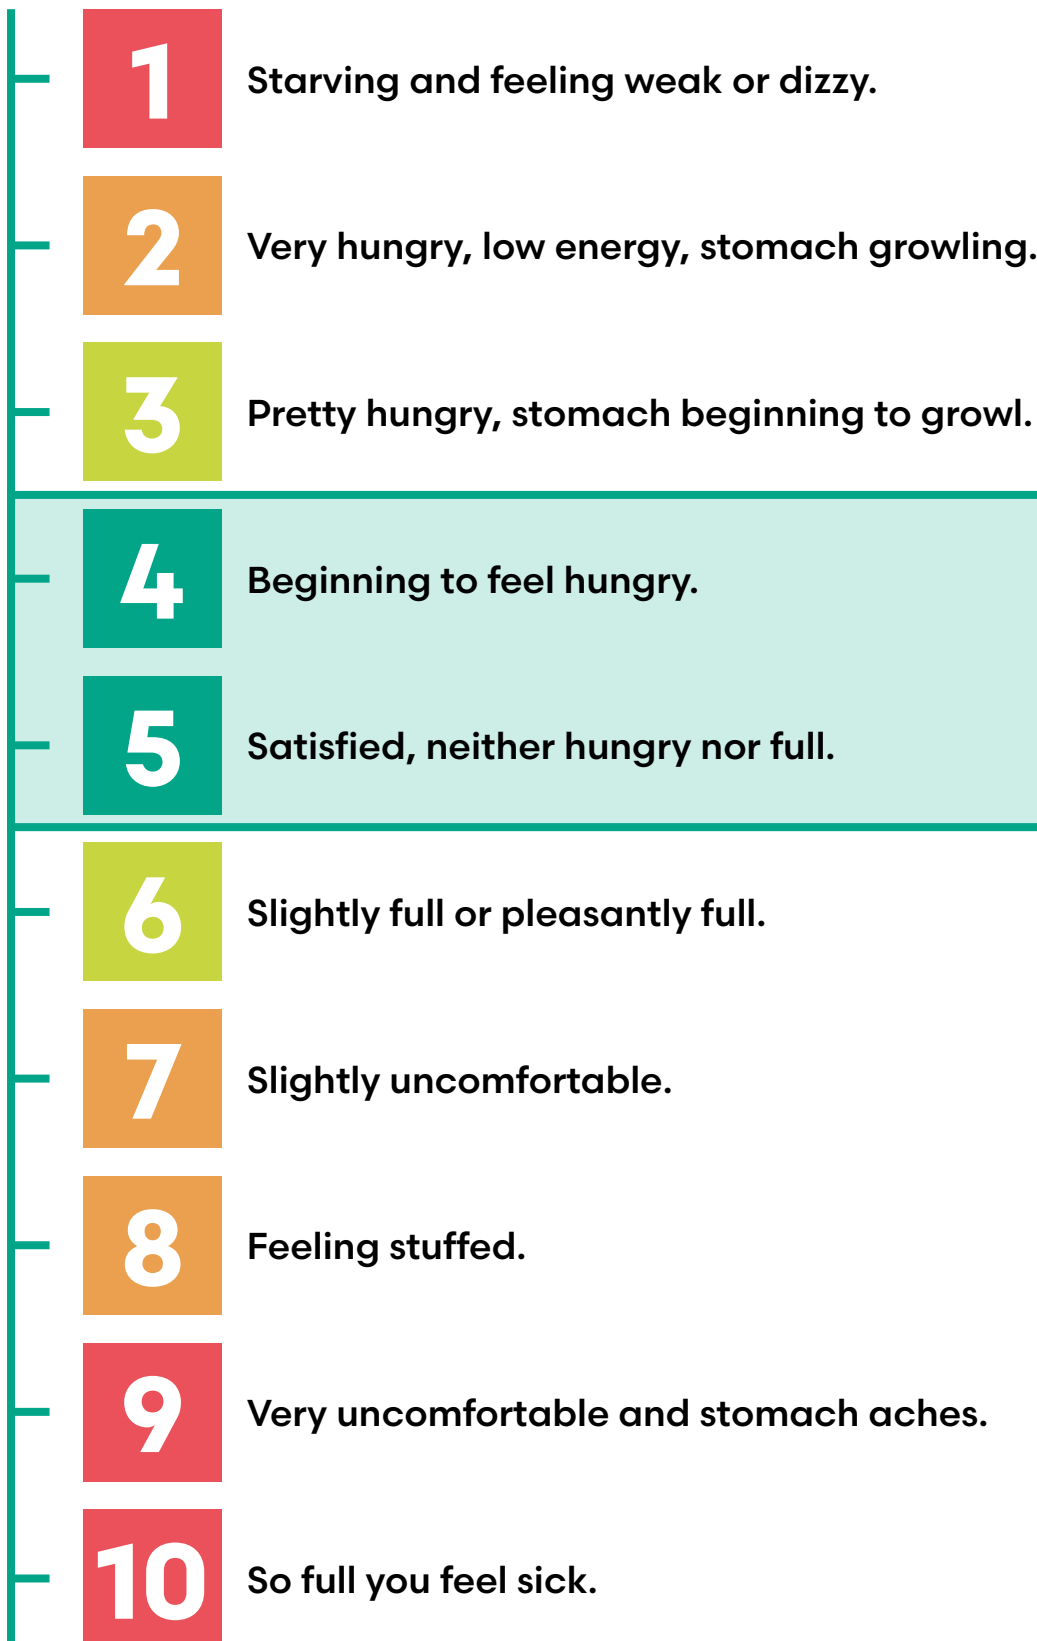 1 Starving and feeling weak or dizzy.
2 Very hungry, low energy, stomach growling.
3 Pretty hungry, stomach beginning to growl.
4 Beginning to feel hungry.
5 Satisfied, neither hungry nor full.
6 Slightly full or pleasantly full.
7 Slightly uncomfortable.
8 Feeling stuffed.
9 Very uncomfortable and stomach aches.
10 So full you feel sick.